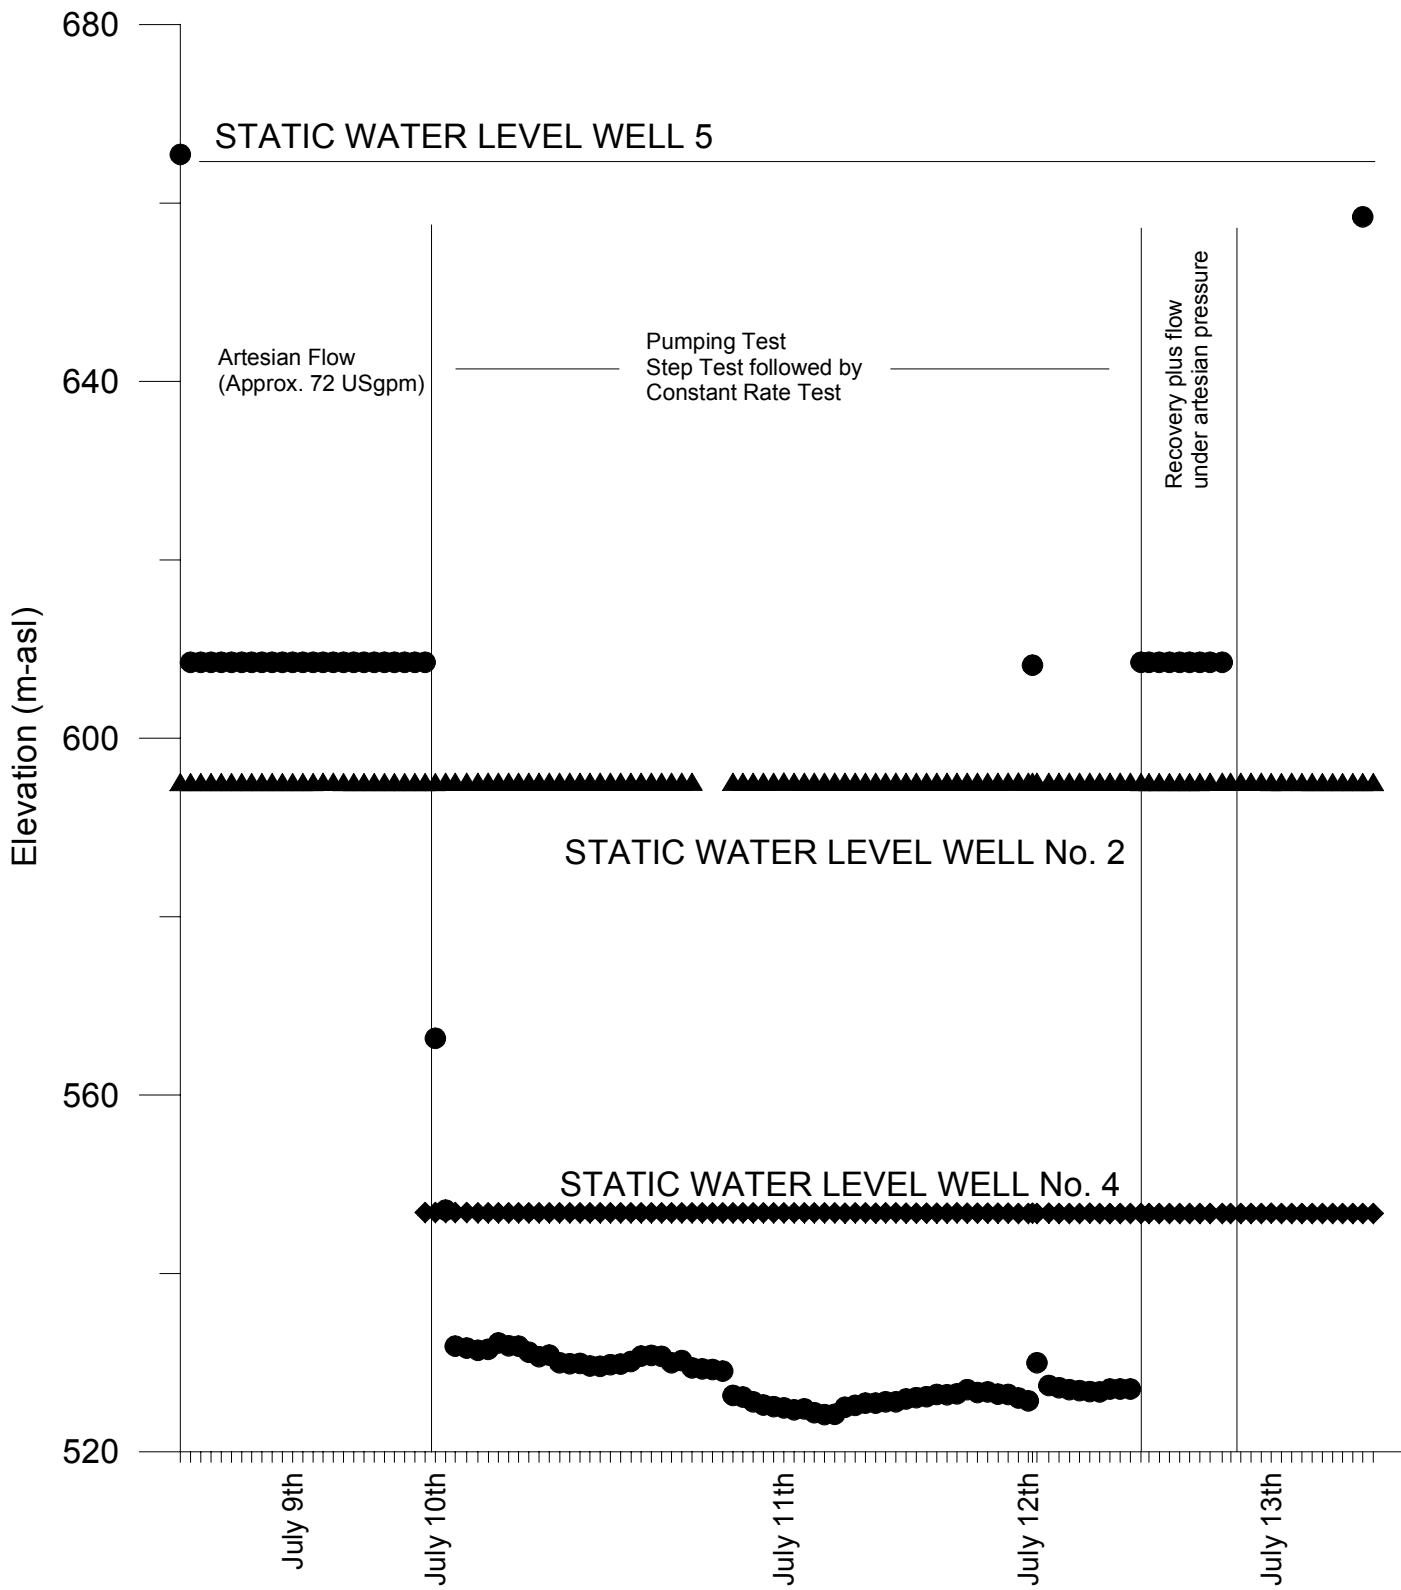 680
STATIC WATER LEVEL WELL 5
Artesian Flow
(Approx. 72 USgpm)
Pumping Test
Step Test followed by
Constant Rate Test
Recovery plus flow
under artesian pressure
640
Elevation (m-asl)
600
STATIC WATER LEVEL WELL No. 2
560
STATIC WATER LEVEL WELL No. 4
520
July 9th
July 10th
July 11th
July 12th
July 13th